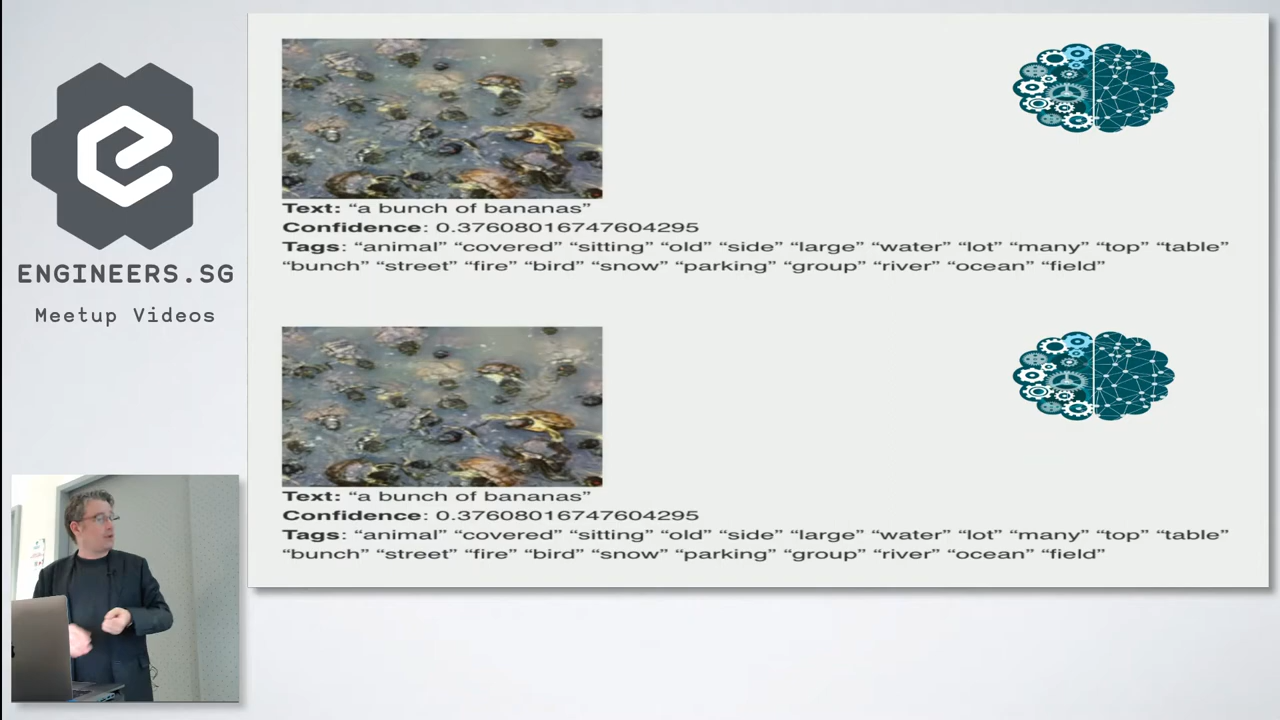 ENGINEERS.SG
Meetup Videos
Text: “a bunch of bananas”
Confidence: 0.37608016747604295
Tags: “animal” “covered” “sitting” “old” “side” “large” “water” “lot” “many” “top” “table”
“bunch” “street” “fire” “bird” “snow” “parking” “group” “river” “ocean” “field”
Text: “a bunch of bananas”
Confidence: 0.37608016747604295
Tags: “animal” “covered” “sitting” “old” “side” “large” “water” “lot” “many” “top” “table”
“bunch” “street” “fire” “bird” “snow” “parking” “group” “river” “ocean” “field”